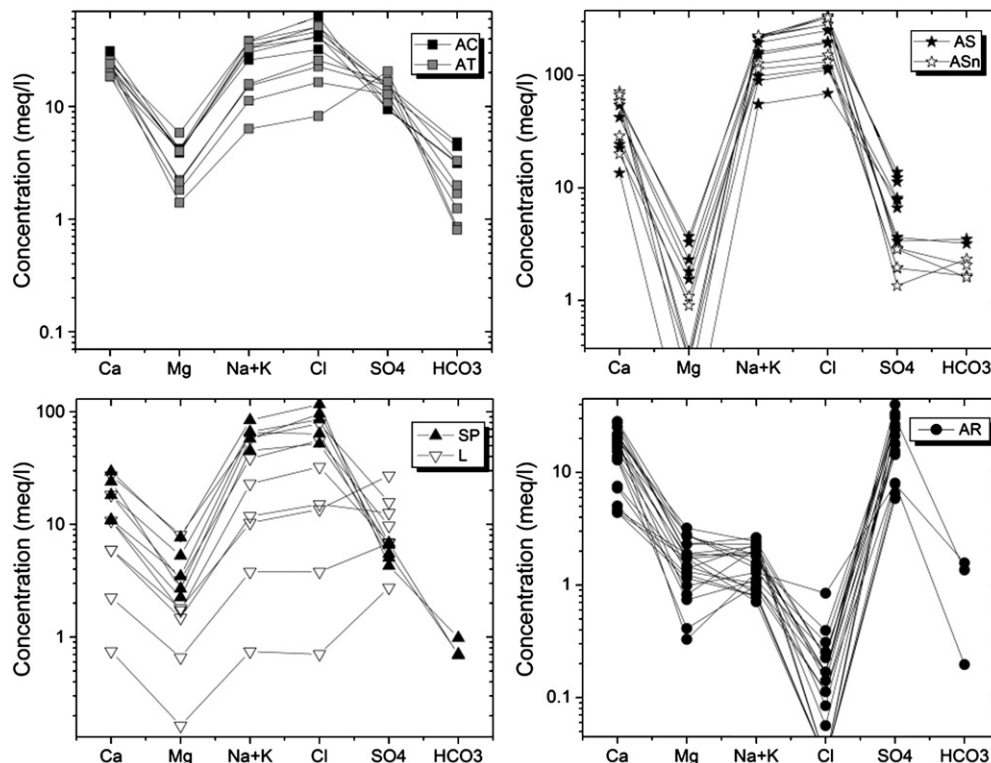 Concentration (meq/l)
10
1
0.1
AC
AT
Ca Mg Na+K Cl SO4 HCO3
Concentration (meq/l)
100
10
1
AS
ASn
Ca Mg Na+K Cl SO4 HCO3
Concentration (meq/l)
100
10
1
SP
L
Ca Mg Na+K Cl SO4 HCO3
Concentration (meq/l)
10
1
0.1
AR
Ca Mg Na+K Cl SO4 HCO3